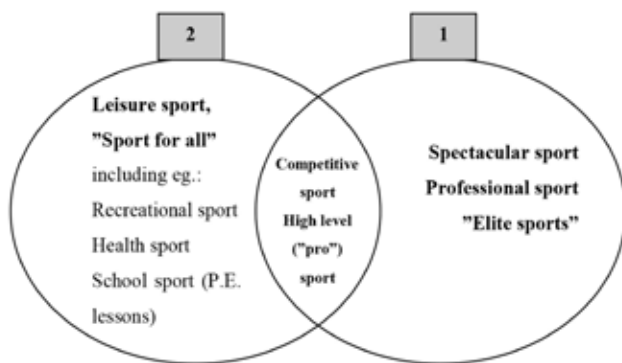 2
1
Leisure sport,
”Sport for all”
including eg.:
Recreational sport
Health sport
School sport (P.E.
lessons)
Competitive
sport
High level
(”pro”)
sport
Spectacular sport
Professional sport
”Elite sports”